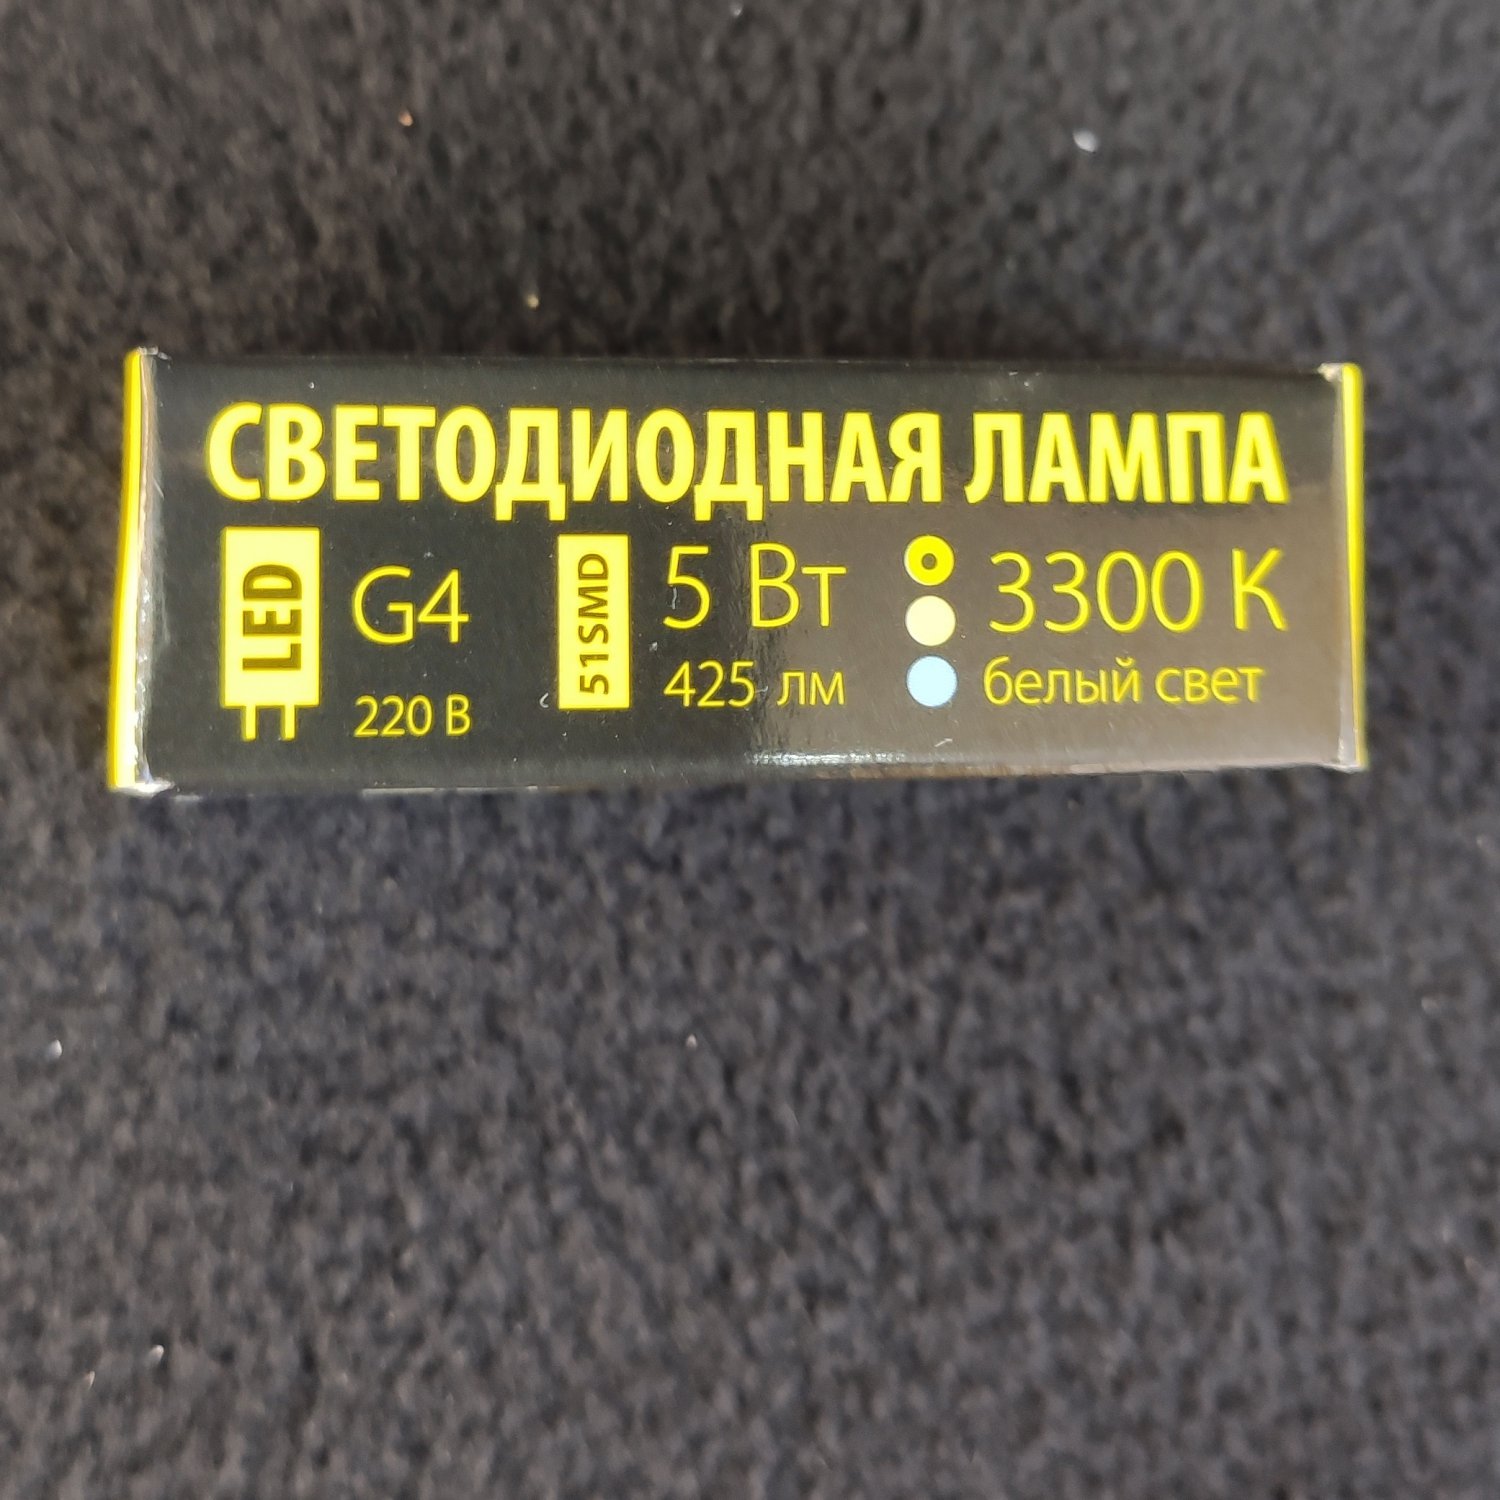 СВЕТОДИОДНАЯ ЛАМПА
LED
G4
220 В
51SMD
5 Вт
425 лм
3300 К
белый свет